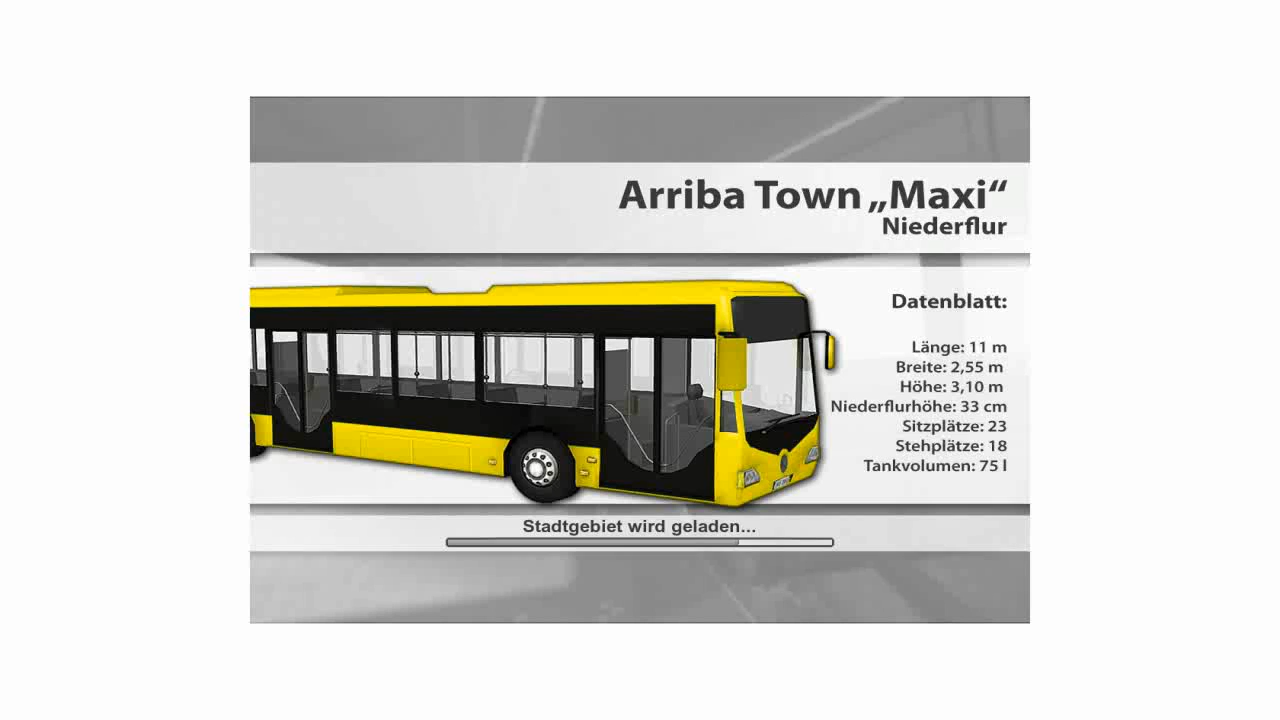 Arriba Town „Maxi“
Niederflur
Datenblatt:
Länge: 11 m
Breite: 2,55 m
Höhe: 3,10 m
Niederflurhöhe: 33 cm
Sitzplätze: 23
Stehplätze: 18
Tankvolumen: 75 l
Stadtgebiet wird geladen...